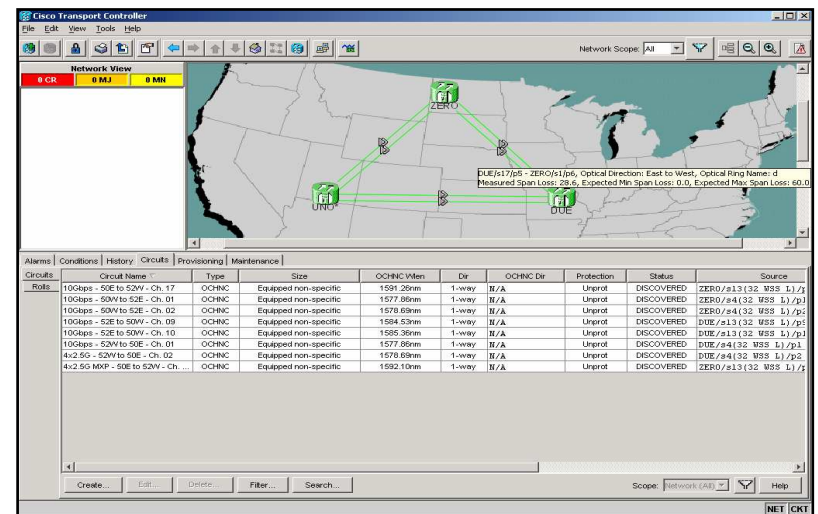 Cisco Transport Controller
File Edit View Tools Help
Network Scope: All
Network View
0 CR 0 MJ 0 MN
ZERO
DUE/s17/p5 - ZERO/s1/p6, Optical Direction: East to West, Optical Ring Name: d
Measured Span Loss: 28.6, Expected Min Span Loss: 0.0, Expected Max Span Loss: 60.0
UNO
DUE
Alarms Conditions History Circuits Provisioning Maintenance
Circuits
Rolls
Circuit Name Type Size OCHNC Wlen Dir OCHNC Dir Protection Status Source
10Gbps - 50E to 52W - Ch. 17 OCHNC Equipped non-specific 1591.26nm 1-way N/A Unprot DISCOVERED ZERO/s13(32 WSS L)/p
10Gbps - 50W to 52E - Ch. 01 OCHNC Equipped non-specific 1577.86nm 1-way N/A Unprot DISCOVERED ZERO/s4(32 WSS L)/p1
10Gbps - 50W to 52E - Ch. 02 OCHNC Equipped non-specific 1578.69nm 1-way N/A Unprot DISCOVERED ZERO/s4(32 WSS L)/p2
10Gbps - 52E to 50W - Ch. 09 OCHNC Equipped non-specific 1584.53nm 1-way N/A Unprot DISCOVERED DUE/s13(32 WSS L)/p9
10Gbps - 52E to 50W - Ch. 10 OCHNC Equipped non-specific 1585.36nm 1-way N/A Unprot DISCOVERED DUE/s13(32 WSS L)/p1
10Gbps - 52W to 50E - Ch. 01 OCHNC Equipped non-specific 1577.86nm 1-way N/A Unprot DISCOVERED DUE/s4(32 WSS L)/p1
4x2.5G - 52W to 50E - Ch. 02 OCHNC Equipped non-specific 1578.69nm 1-way N/A Unprot DISCOVERED DUE/s4(32 WSS L)/p2
4x2.5G MXP - 50E to 52W - Ch. ... OCHNC Equipped non-specific 1592.10nm 1-way N/A Unprot DISCOVERED ZERO/s13(32 WSS L)/p
Create... Edit... Delete... Filter... Search... Scope: Network (All) Help
NET CKT